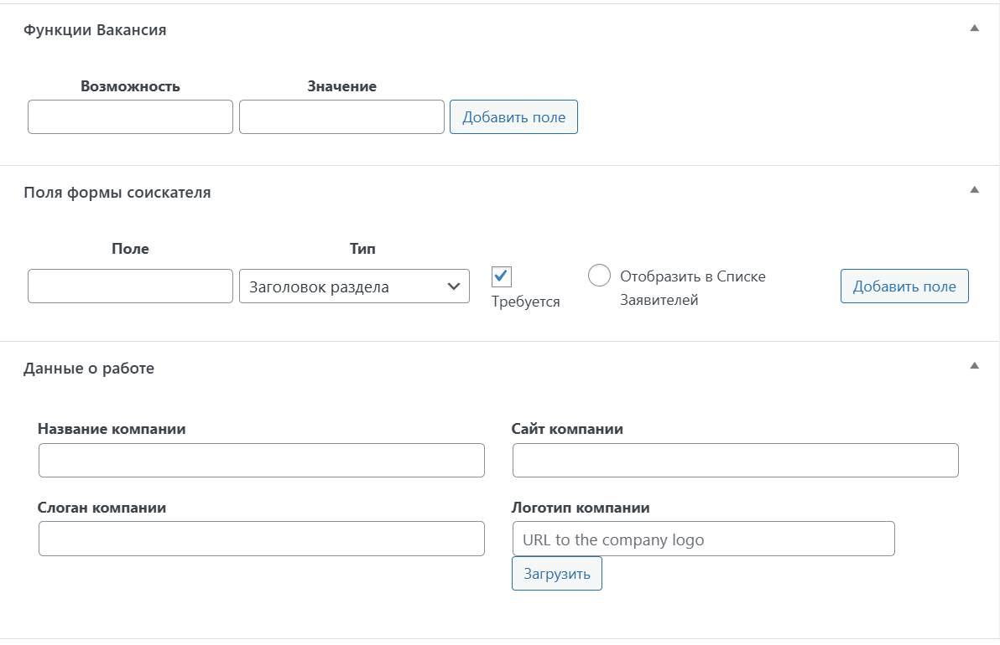 Функции Вакансия
Возможность
Значение
Добавить поле
Поля формы соискателя
Поле
Тип
Заголовок раздела
Требуется
Отобразить в Списке
Заявителей
Добавить поле
Данные о работе
Название компании
Сайт компании
Слоган компании
Логотип компании
URL to the company logo
Загрузить